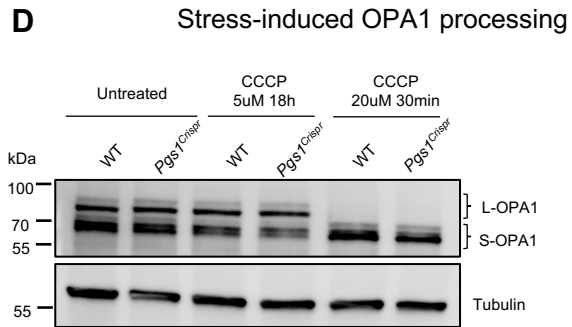 D Stress-induced OPA1 processing
Untreated CCCP 5uM 18h CCCP 20uM 30min
WT Pgs1Crispr WT Pgs1Crispr WT Pgs1Crispr
kDa
100
70
55
L-OPA1
S-OPA1
55
Tubulin